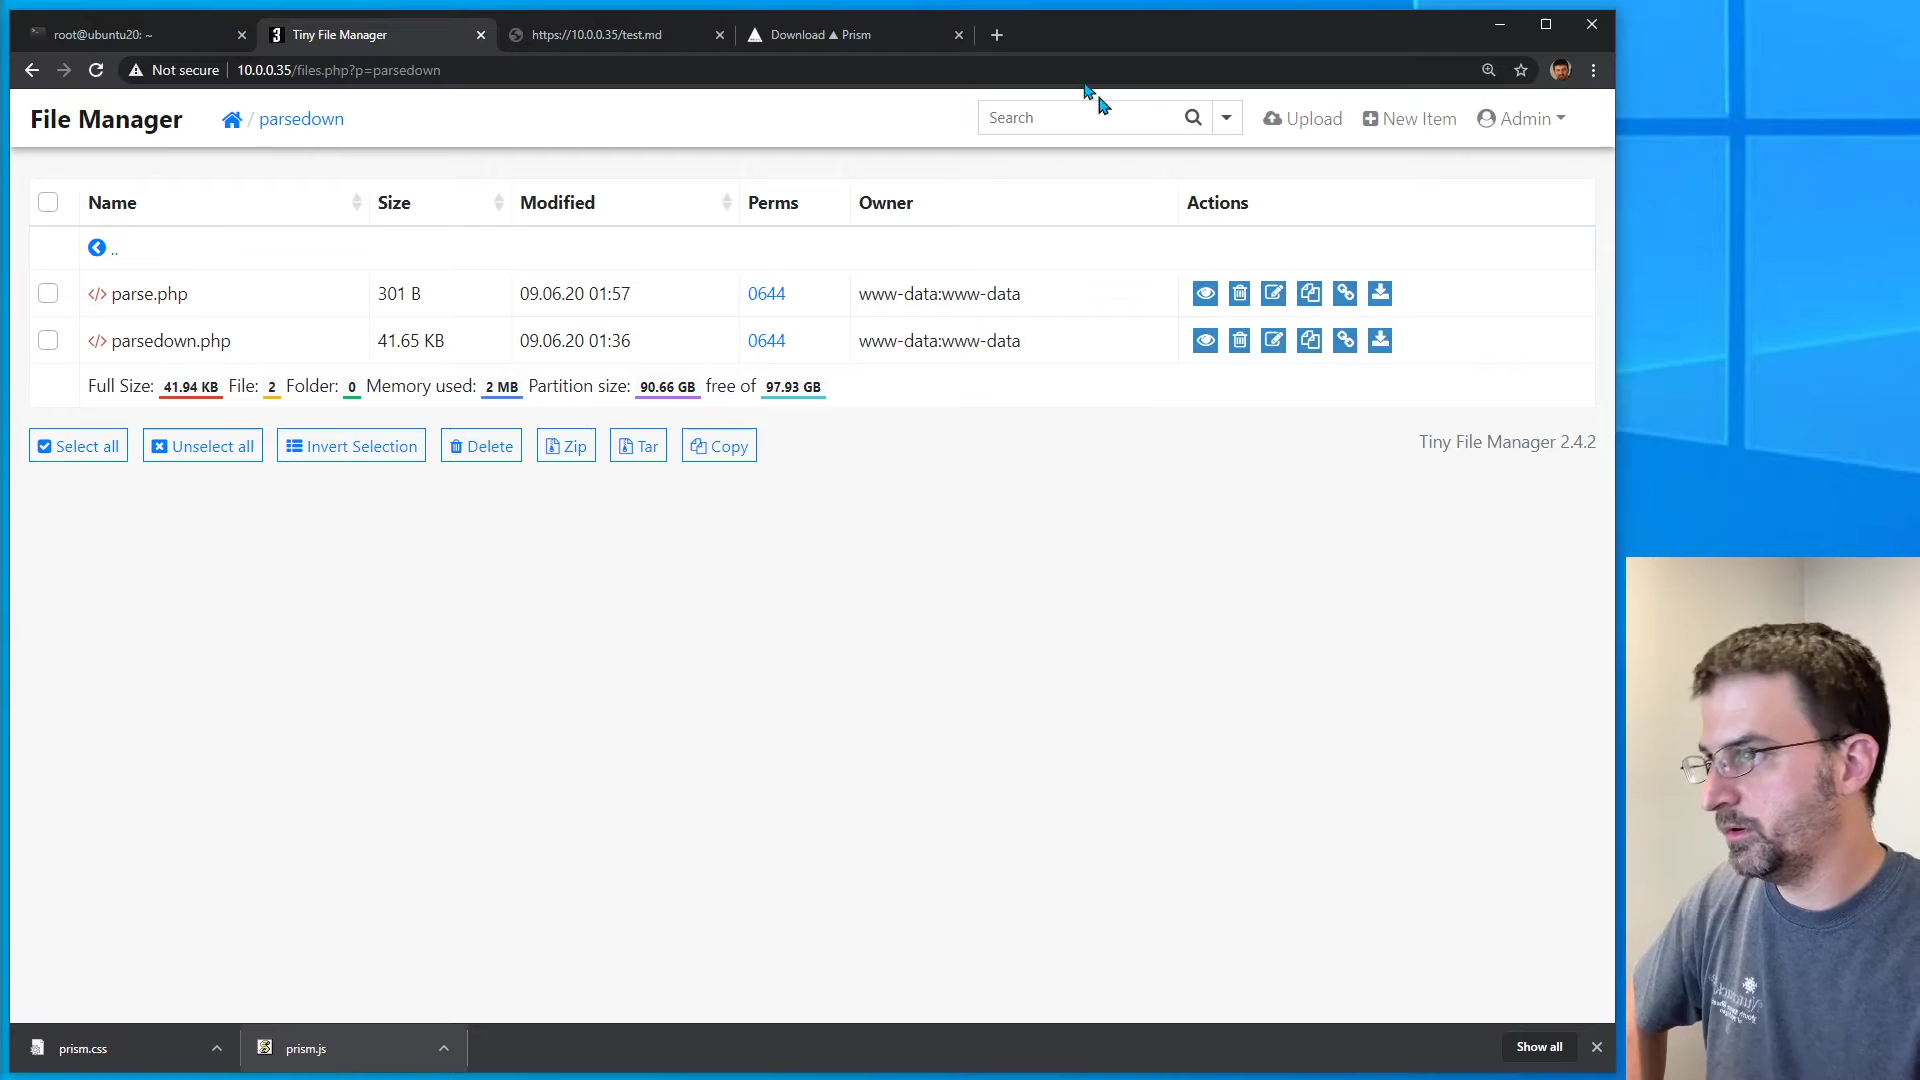 root@ubuntu20: ~
Tiny File Manager
https://10.0.0.35/test.md
Download ▲ Prism
Not secure 10.0.0.35/files.php?p=parsedown
File Manager / parsedown Search Upload New Item Admin
Name Size Modified Perms Owner Actions
..
</> parse.php 301 B 09.06.20 01:57 0644 www-data:www-data
</> parsedown.php 41.65 KB 09.06.20 01:36 0644 www-data:www-data
Full Size: 41.94 KB File: 2 Folder: 0 Memory used: 2 MB Partition size: 90.66 GB free of 97.93 GB
Select all Unselect all Invert Selection Delete Zip Tar Copy Tiny File Manager 2.4.2
prism.css prism.js Show all